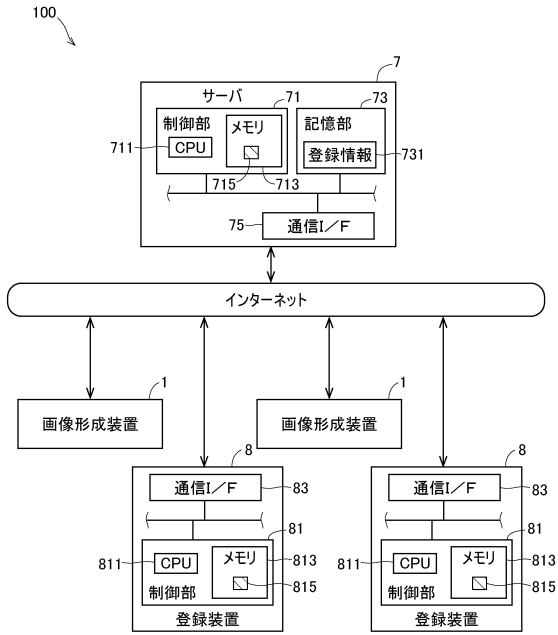 100
7
サーバ
71
73
制御部
メモリ
記憶部
711
CPU
登録情報
731
715
713
75
通信I/F
インターネット
1
1
画像形成装置
画像形成装置
8
8
通信I/F
83
通信I/F
83
81
81
811
CPU
メモリ
813
811
CPU
メモリ
813
制御部
815
制御部
815
登録装置
登録装置